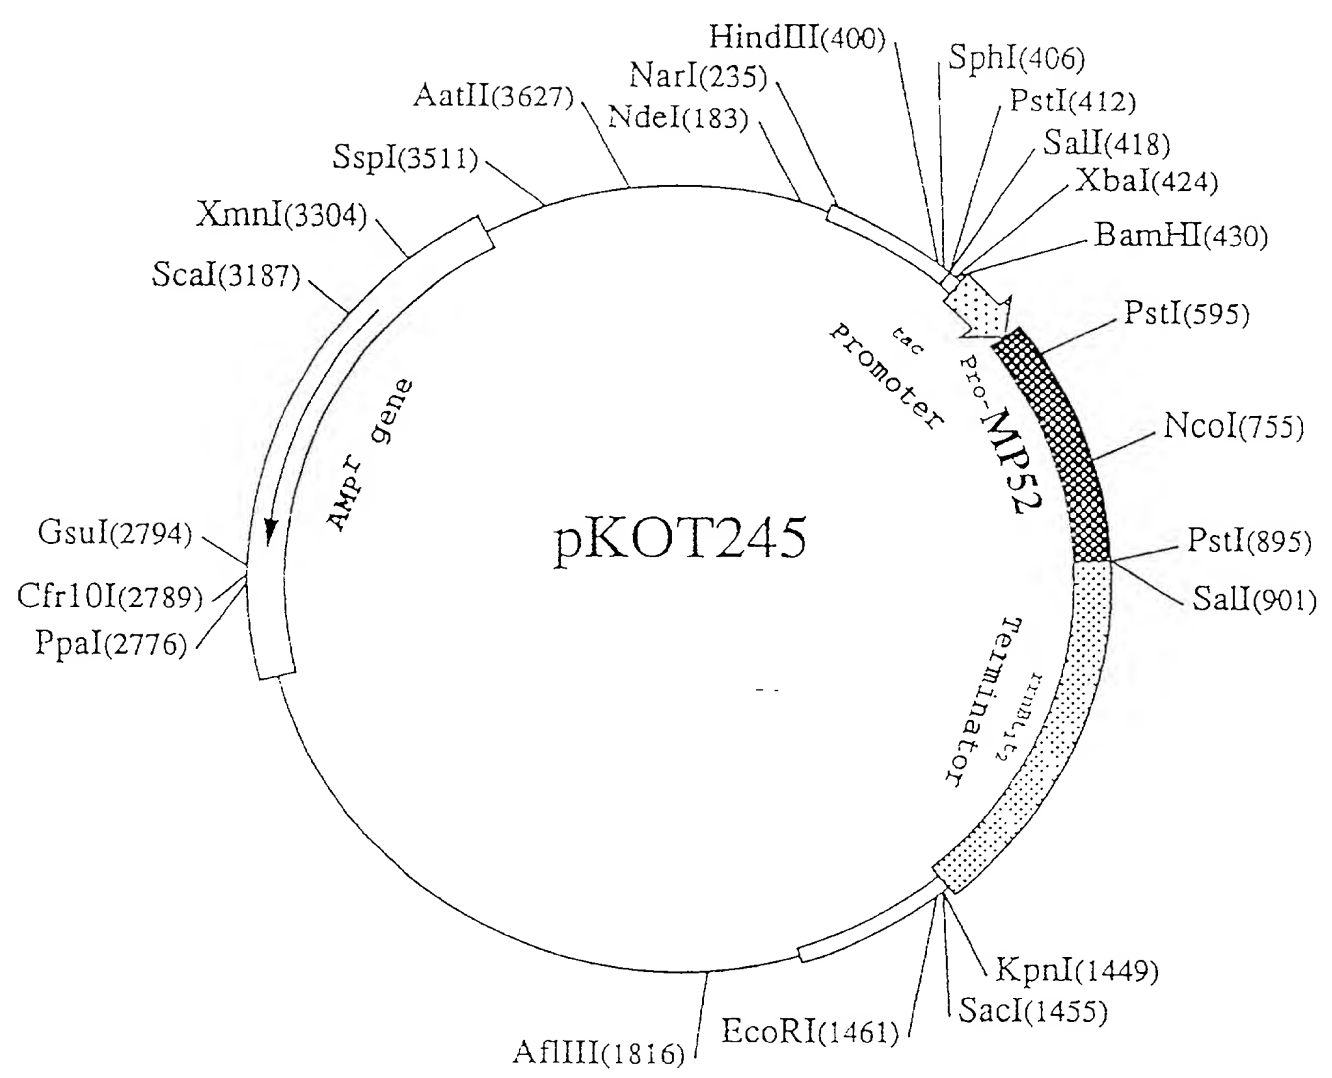 HindIII(400)
SphI(406)
NarI(235)
PstI(412)
AatII(3627)
NdeI(183)
SalI(418)
SspI(3511)
XbaI(424)
XmnI(3304)
BamHI(430)
ScaI(3187)
PstI(595)
tac
promoter
Pro-MP52
AMpr gene
NcoI(755)
pKOT245
GsuI(2794)
PstI(895)
Cfr10I(2789)
SalI(901)
PpaI(2776)
rrnBt1t2
Terminator
KpnI(1449)
SacI(1455)
EcoRI(1461)
AflIII(1816)